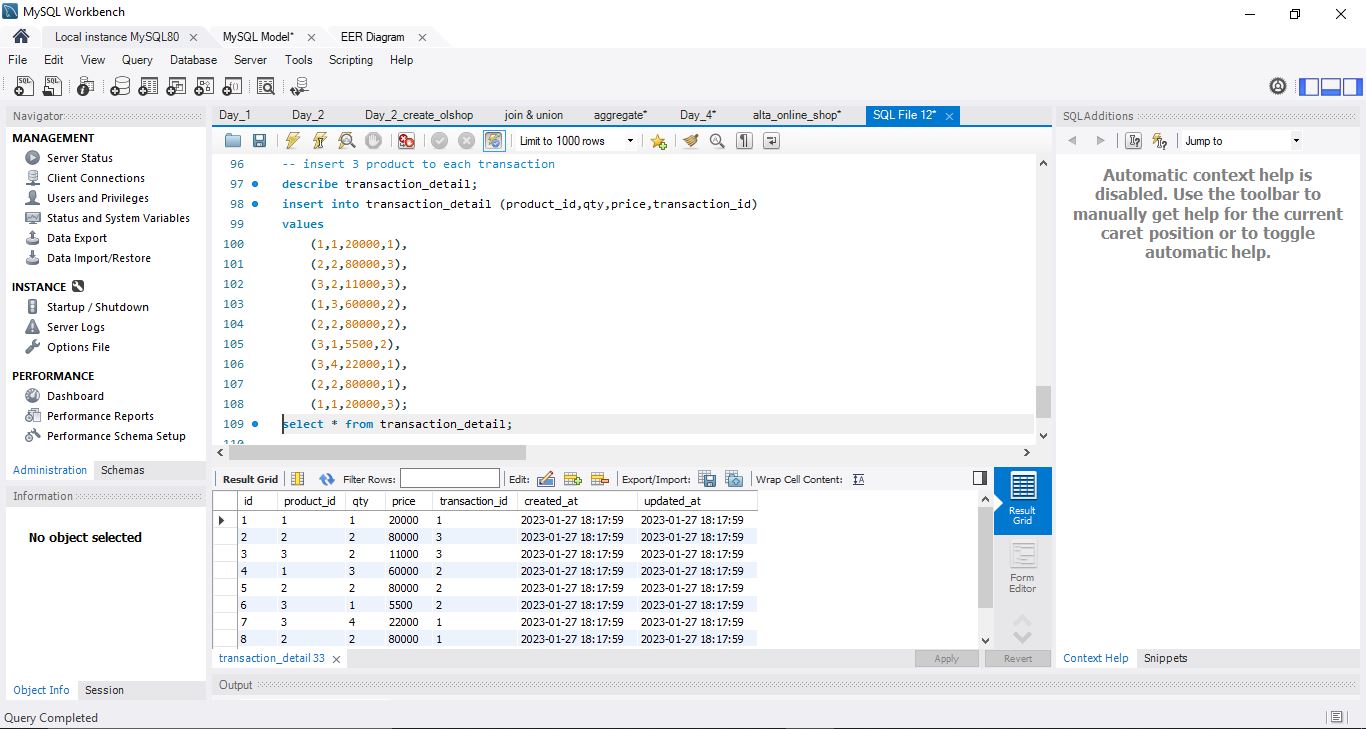 MySQL Workbench
Local instance MySQL80 × MySQL Model* × EER Diagram ×
File Edit View Query Database Server Tools Scripting Help
Navigator
MANAGEMENT
Server Status
Client Connections
Users and Privileges
Status and System Variables
Data Export
Data Import/Restore
INSTANCE
Startup / Shutdown
Server Logs
Options File
PERFORMANCE
Dashboard
Performance Reports
Performance Schema Setup
Administration Schemas
Information
No object selected
Object Info Session
Day_1 Day_2 Day_2_create_olshop join & union aggregate* Day_4* alta_online_shop* SQL File 12* ×
Limit to 1000 rows
96 -- insert 3 product to each transaction
97 describe transaction_detail;
98 insert into transaction_detail (product_id,qty,price,transaction_id)
99 values
100 (1,1,20000,1),
101 (2,2,80000,3),
102 (3,2,11000,3),
103 (1,3,60000,2),
104 (2,2,80000,2),
105 (3,1,5500,2),
106 (3,4,22000,1),
107 (2,2,80000,1),
108 (1,1,20000,3);
109 select * from transaction_detail;
110
Result Grid Filter Rows: Edit: Export/Import: Wrap Cell Content:
id product_id qty price transaction_id created_at updated_at
1 1 1 20000 1 2023-01-27 18:17:59 2023-01-27 18:17:59
2 2 2 80000 3 2023-01-27 18:17:59 2023-01-27 18:17:59
3 3 2 11000 3 2023-01-27 18:17:59 2023-01-27 18:17:59
4 1 3 60000 2 2023-01-27 18:17:59 2023-01-27 18:17:59
5 2 2 80000 2 2023-01-27 18:17:59 2023-01-27 18:17:59
6 3 1 5500 2 2023-01-27 18:17:59 2023-01-27 18:17:59
7 3 4 22000 1 2023-01-27 18:17:59 2023-01-27 18:17:59
8 2 2 80000 1 2023-01-27 18:17:59 2023-01-27 18:17:59
Result
Grid
Form
Editor
transaction_detail 33 × Apply Revert
Output
SQLAdditions
Jump to
Automatic context help is
disabled. Use the toolbar to
manually get help for the current
caret position or to toggle
automatic help.
Context Help Snippets
Query Completed